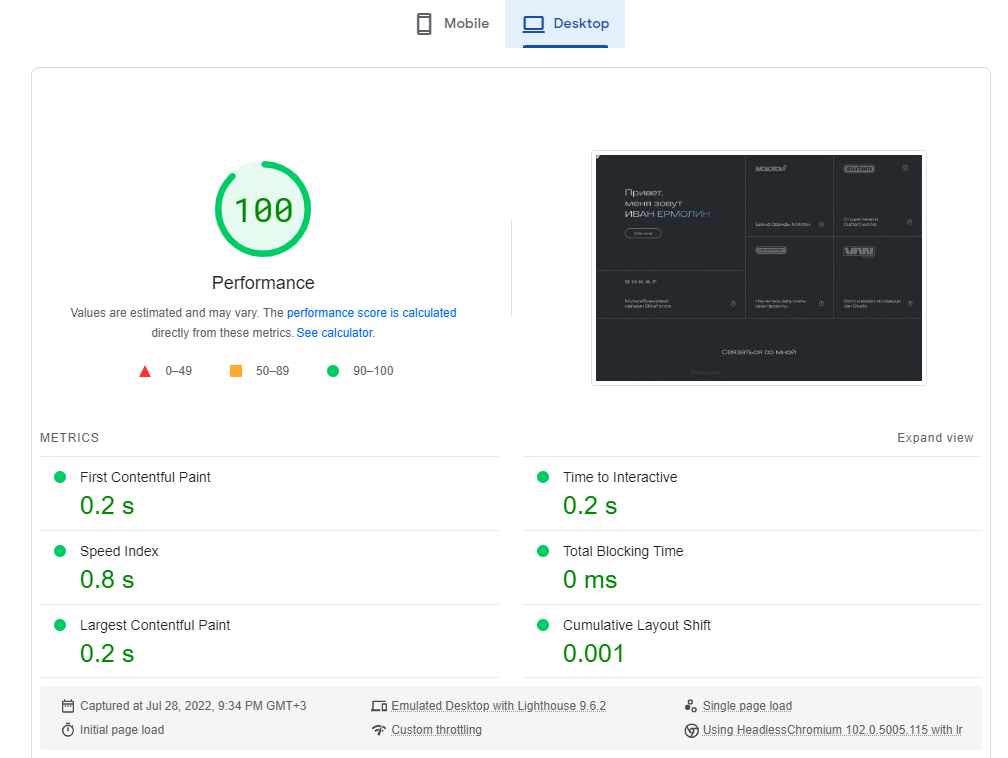 Mobile
Desktop
100
Performance
Values are estimated and may vary. The performance score is calculated
directly from these metrics. See calculator.
0–49
50–89
90–100
Привет,
меня зовут
ИВАН ЕРМОЛИН
SHKAF
Мультибрендовый
магазин Shkaf store
Связаться со мной
METRICS
Expand view
First Contentful Paint
0.2 s
Time to Interactive
0.2 s
Speed Index
0.8 s
Total Blocking Time
0 ms
Largest Contentful Paint
0.2 s
Cumulative Layout Shift
0.001
Captured at Jul 28, 2022, 9:34 PM GMT+3
Emulated Desktop with Lighthouse 9.6.2
Single page load
Initial page load
Custom throttling
Using HeadlessChromium 102.0.5005.115 with lr